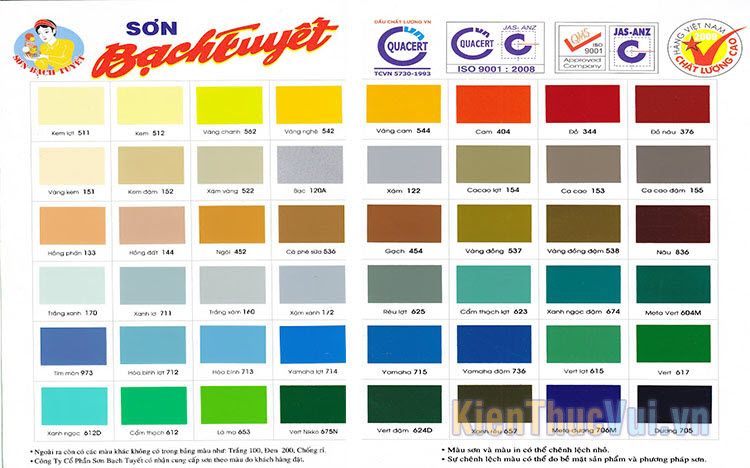 SƠN
BạchTuyết
SƠN BẠCH TUYẾT
DẤU CHẤT LƯỢNG VN
QUACERT
TCVN 5730-1993
JAS-ANZ
QUACERT
ISO 9001 : 2008
QMS
ISO
9001
Approved
Company
JAS-ANZ
HÀNG VIỆT NAM
CHẤT LƯỢNG CAO
Kem lợt 511
Kem 512
Vàng chanh 562
Vàng nghệ 542
Vàng cam 544
Cam 404
Đỏ 344
Đỏ nâu 376
Vàng kem 151
Kem đậm 152
Xám vàng 522
Bạc 120A
Xám 122
Cacao lợt 154
Ca cao 153
Ca cao đậm 155
Hồng phấn 133
Hồng đất 144
Ngói 452
Cà phê sữa 536
Gạch 454
Vàng đồng 537
Vàng đồng đậm 538
Nâu 836
Trắng xanh 170
Xanh lơ 711
Trắng xám 160
Xám xanh 172
Rêu lợt 625
Cẩm thạch lợt 623
Xanh ngọc đậm 674
Meta Vert 604M
Tím môn 973
Hòa bình lợt 712
Hòa bình 713
Yamaha lợt 714
Yamaha 715
Yamaha đậm 736
Vert lợt 615
Vert 617
Xanh ngọc 612D
Cẩm thạch 612
Lá mạ 653
Vert Nikko 675N
Vert đậm 624D
Xanh rêu 652
Meta dương 706M
Dương 705
KienThucVui.vn
• Ngoài ra còn có các màu khác không có trong bảng màu như: Trắng 100, Đen 200, Chống rỉ.
• Công Ty Cổ Phần Sơn Bạch Tuyết có nhận cung cấp sơn theo màu do khách hàng đặt.
• Màu sơn và màu in có thể chênh lệch nhỏ.
• Sự chênh lệch màu có thể do bề mặt sản phẩm và phương pháp sơn.